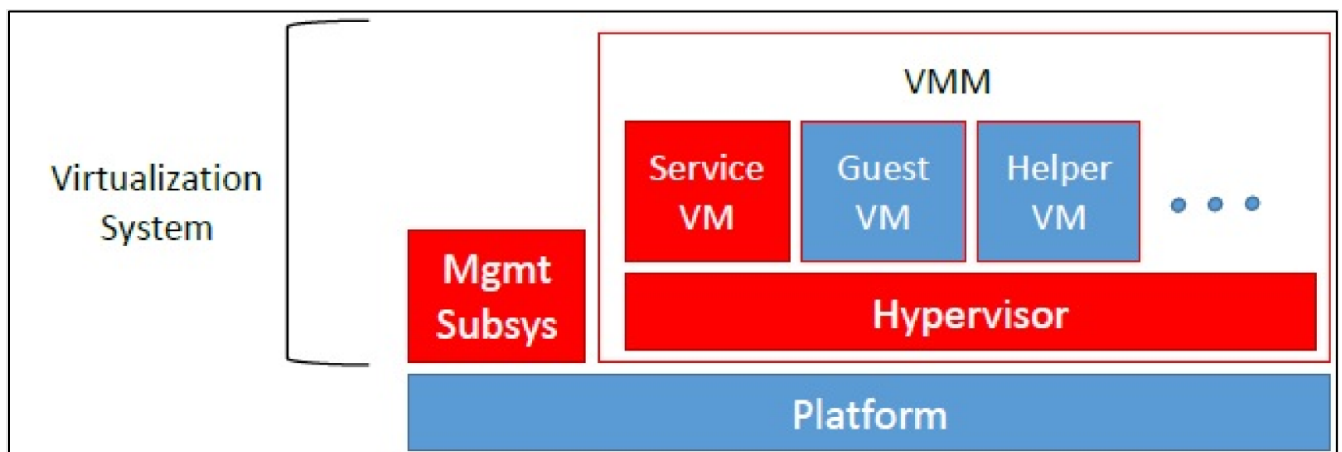 VMM
Virtualization
System
Service
VM
Guest
VM
Helper
VM
Mgmt
Subsys
Hypervisor
Platform